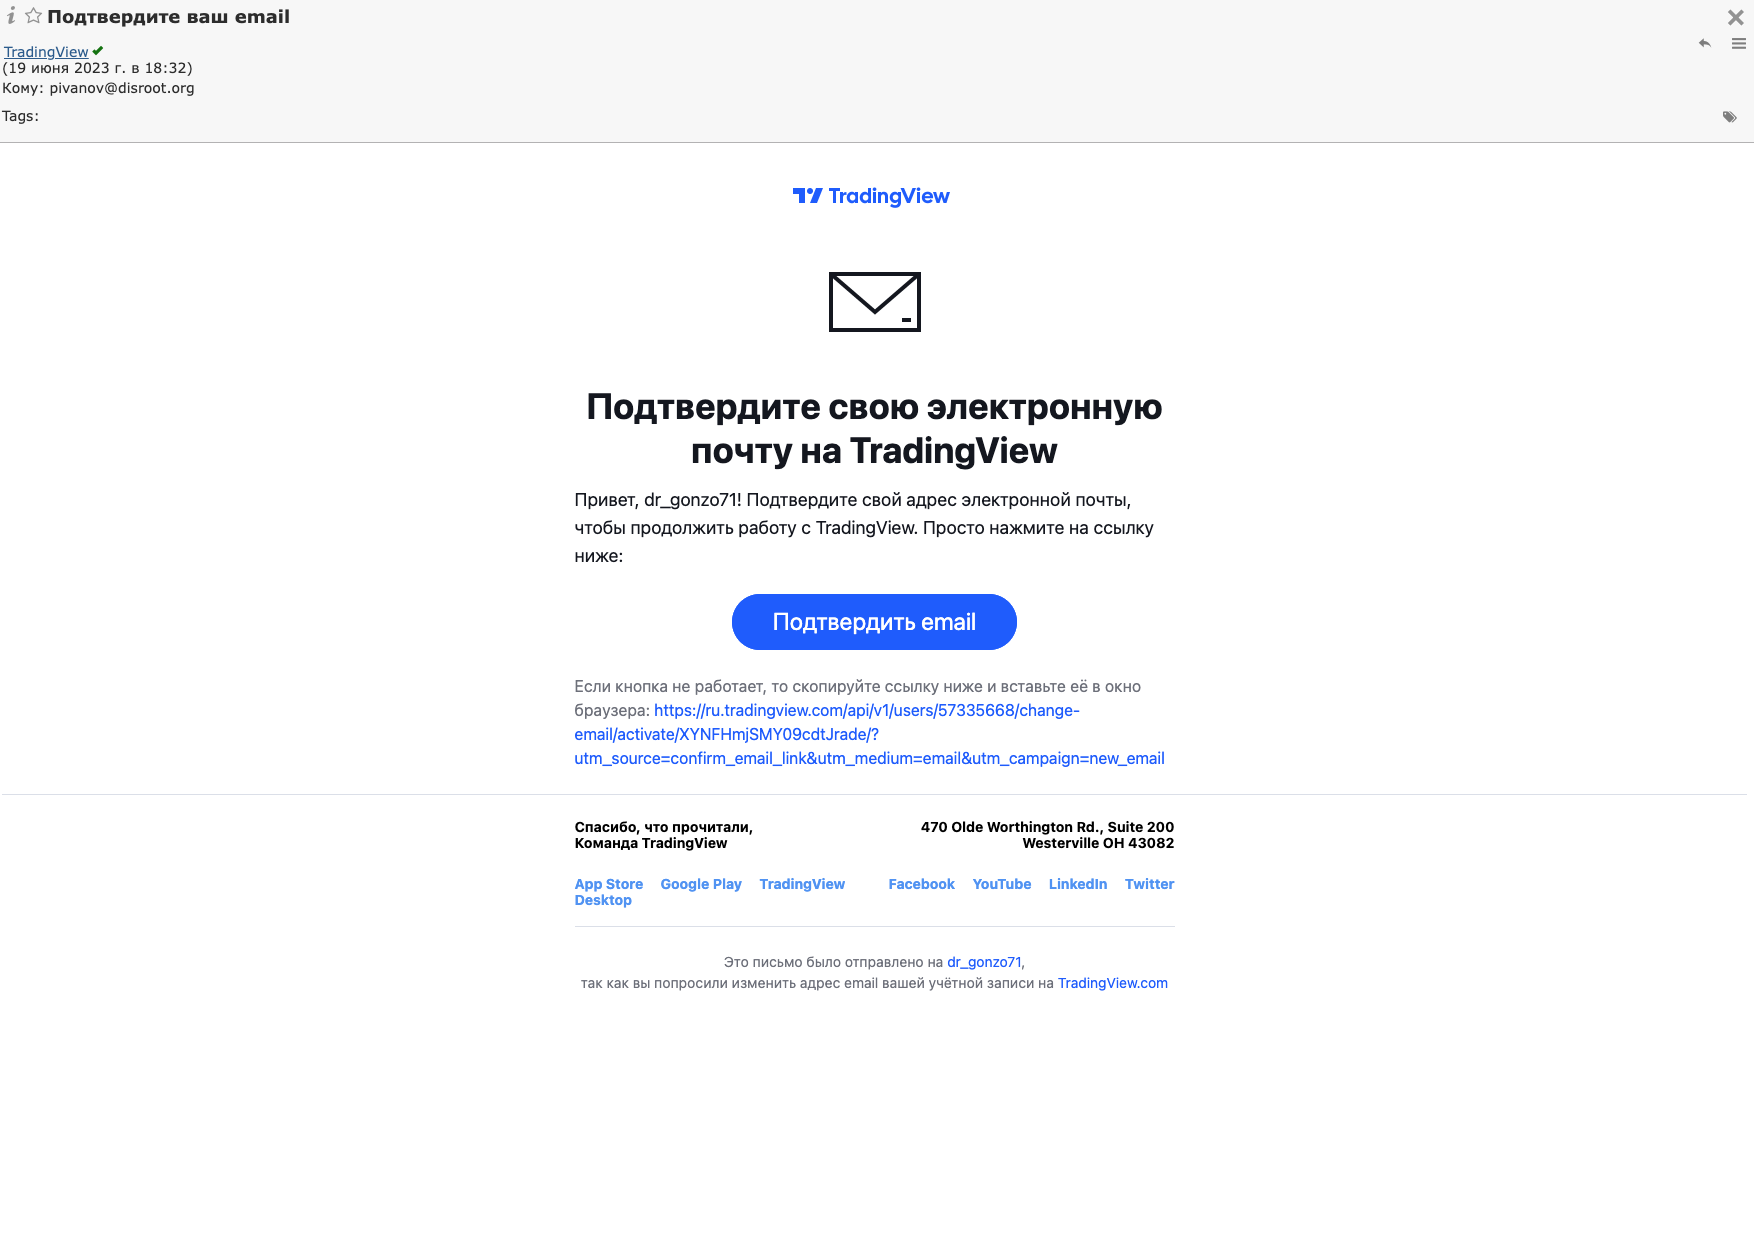 Подтвердите ваш email
TradingView
(19 июня 2023 г. в 18:32)
Кому: pivanov@disroot.org
Tags:
TradingView
Подтвердите свою электронную
почту на TradingView
Привет, dr_gonzo71! Подтвердите свой адрес электронной почты,
чтобы продолжить работу с TradingView. Просто нажмите на ссылку
ниже:
Подтвердить email
Если кнопка не работает, то скопируйте ссылку ниже и вставьте её в окно
браузера: https://ru.tradingview.com/api/v1/users/57335668/change-
email/activate/XYNFHmjSMY09cdtJrade/?
utm_source=confirm_email_link&utm_medium=email&utm_campaign=new_email
Спасибо, что прочитали,
Команда TradingView
470 Olde Worthington Rd., Suite 200
Westerville OH 43082
App Store Google Play TradingView
Desktop
Facebook YouTube LinkedIn Twitter
Это письмо было отправлено на dr_gonzo71,
так как вы попросили изменить адрес email вашей учётной записи на TradingView.com